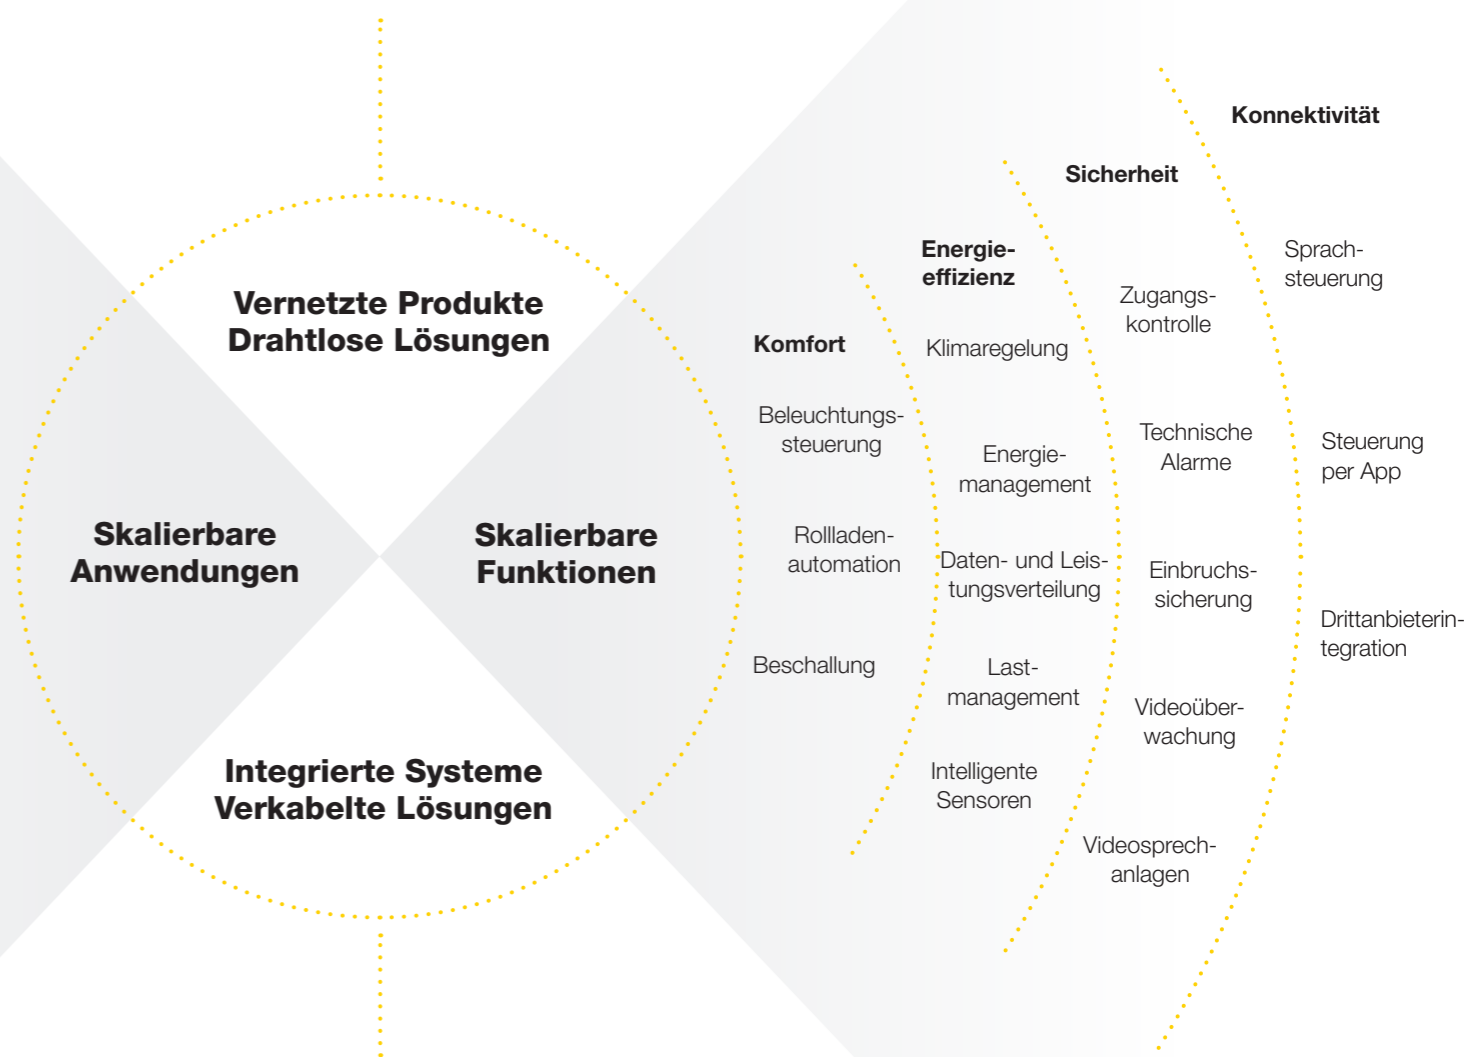 Vernetzte Produkte
Drahtlose Lösungen
Skalierbare
Anwendungen
Skalierbare
Funktionen
Integrierte Systeme
Verkabelte Lösungen
Komfort
Beleuchtungs-
steuerung
Rollladen-
automation
Beschallung
Energie-
effizienz
Klimaregelung
Energie-
management
Daten- und Leis-
tungsverteilung
Last-
management
Intelligente
Sensoren
Sicherheit
Zugangs-
kontrolle
Technische
Alarme
Einbruchs-
sicherung
Videoüber-
wachung
Videosprech-
anlagen
Konnektivität
Sprach-
steuerung
Steuerung
per App
Drittanbieterin-
tegration